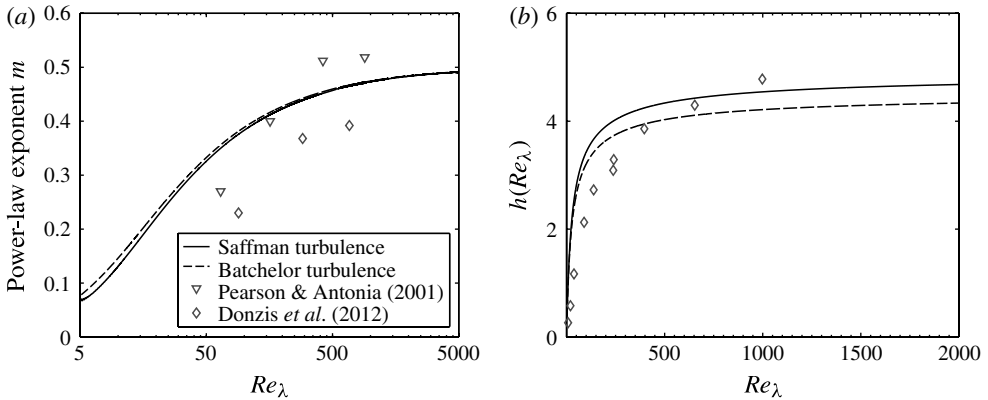 (a)
0.6
0.5
0.4
0.3
0.2
0.1
0
Power-law exponent m
Saffman turbulence
Batchelor turbulence
Pearson & Antonia (2001)
Donzis et al. (2012)
5 50 500 5000
Reλ
(b)
6
4
2
0
h(Reλ)
500 1000 1500 2000
Reλ